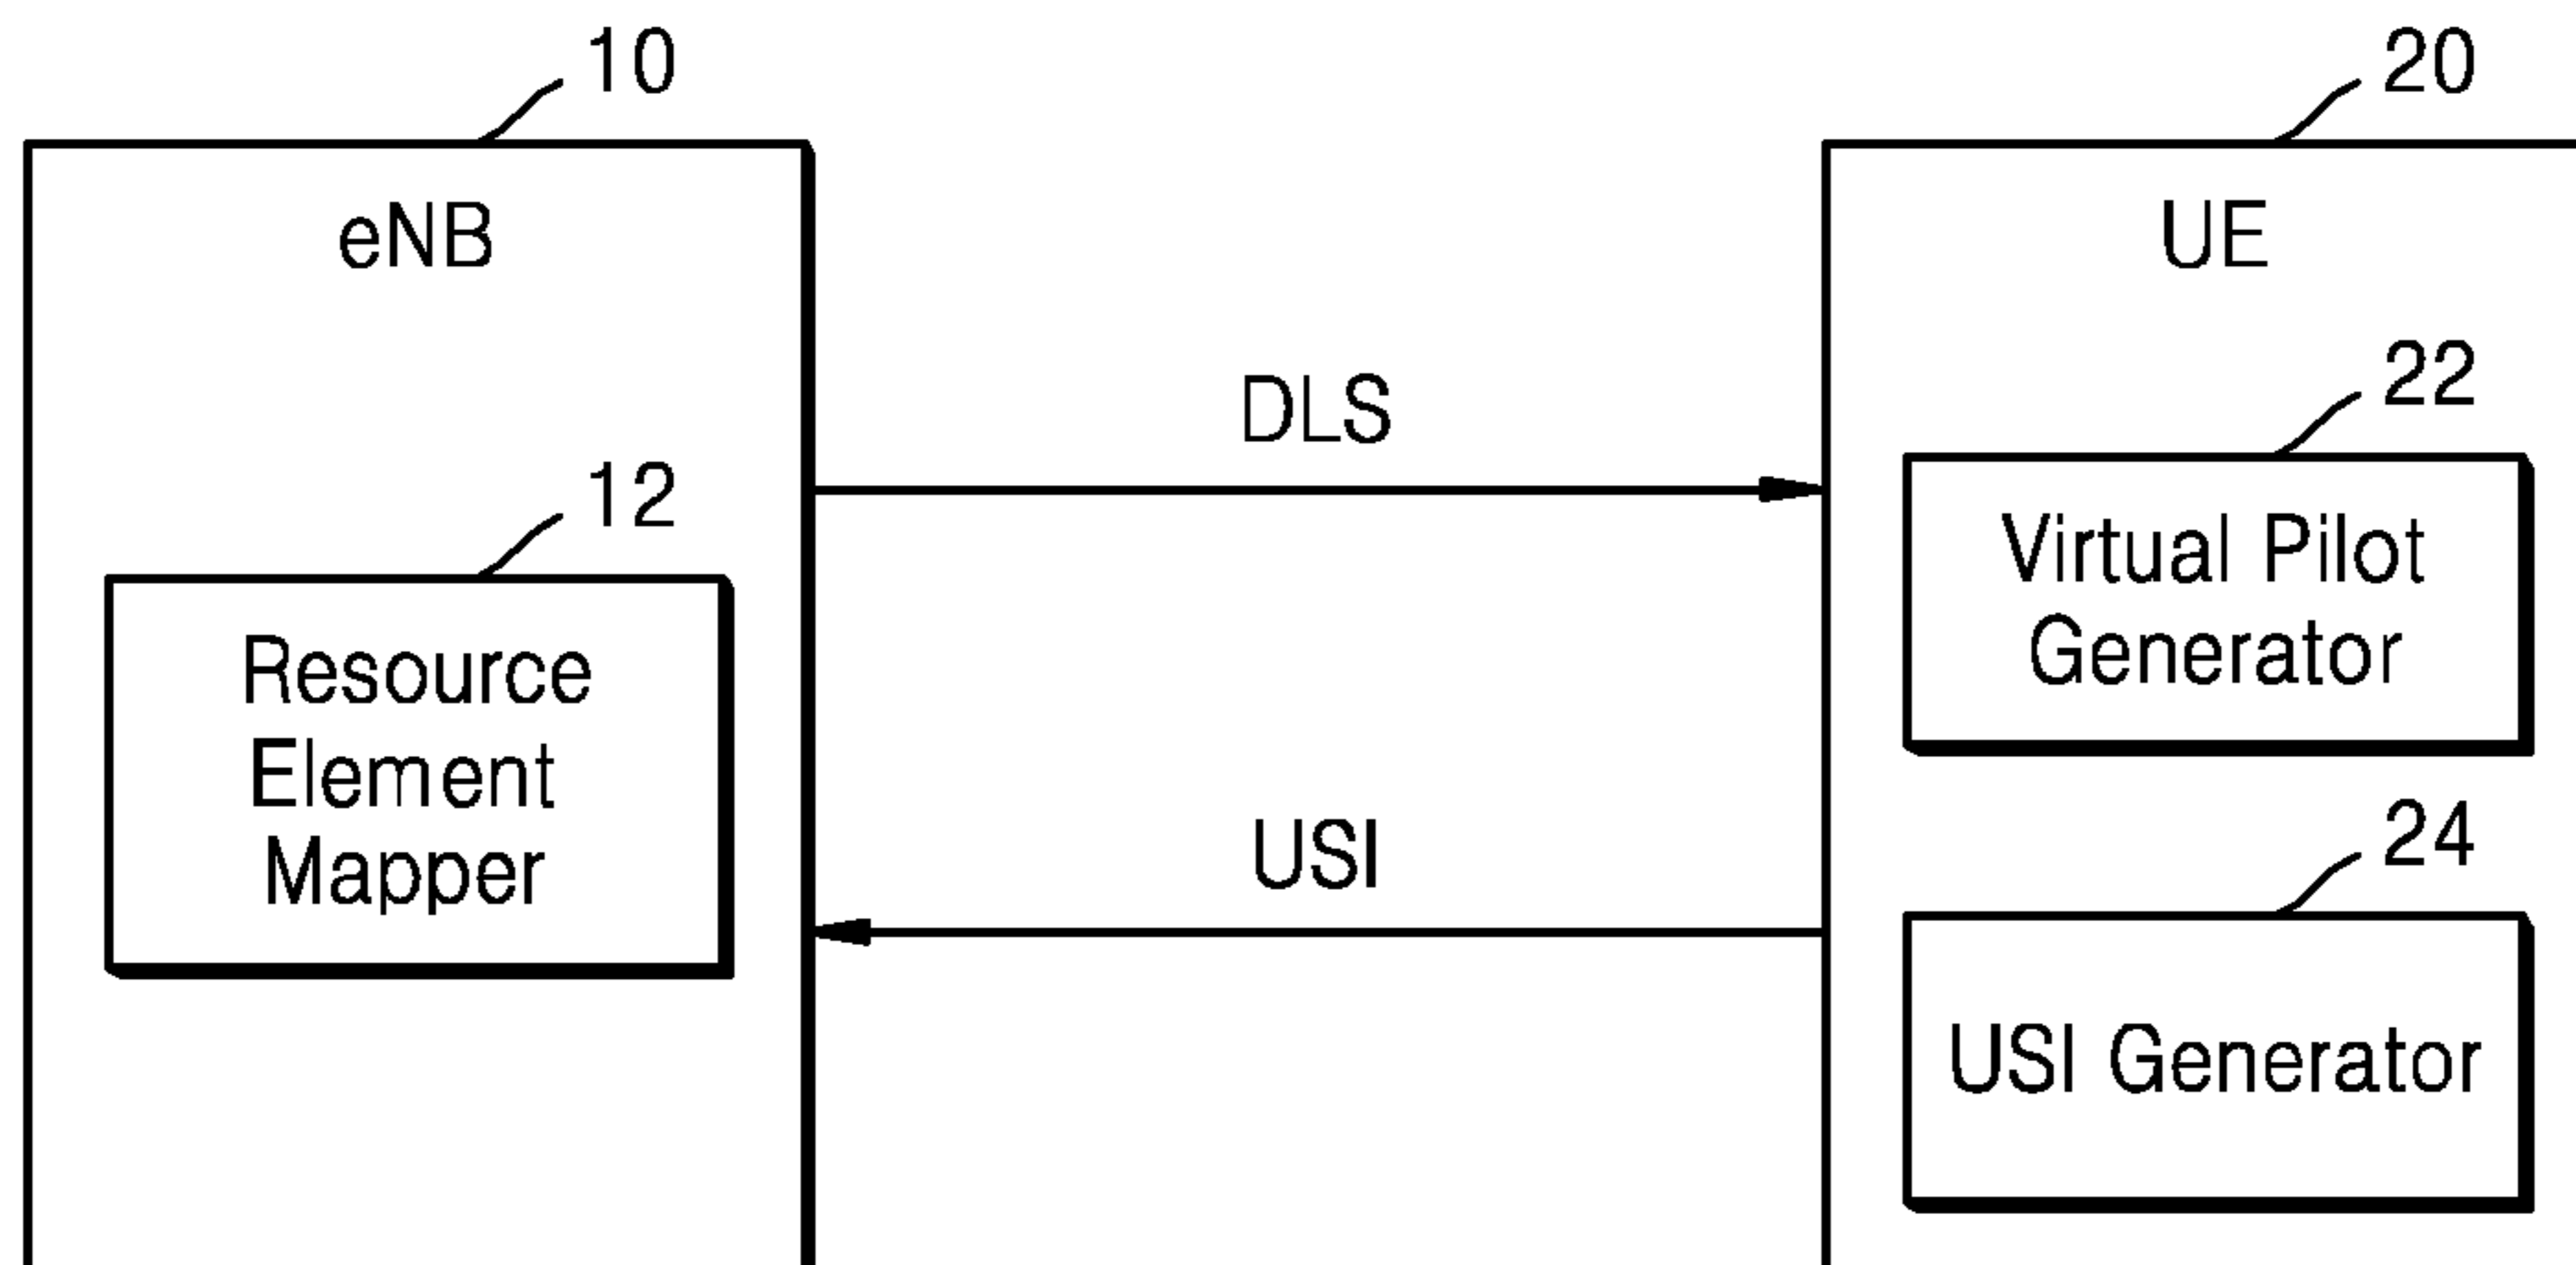 10
eNB
12
Resource
Element
Mapper
DLS
USI
20
UE
22
Virtual Pilot
Generator
24
USI Generator